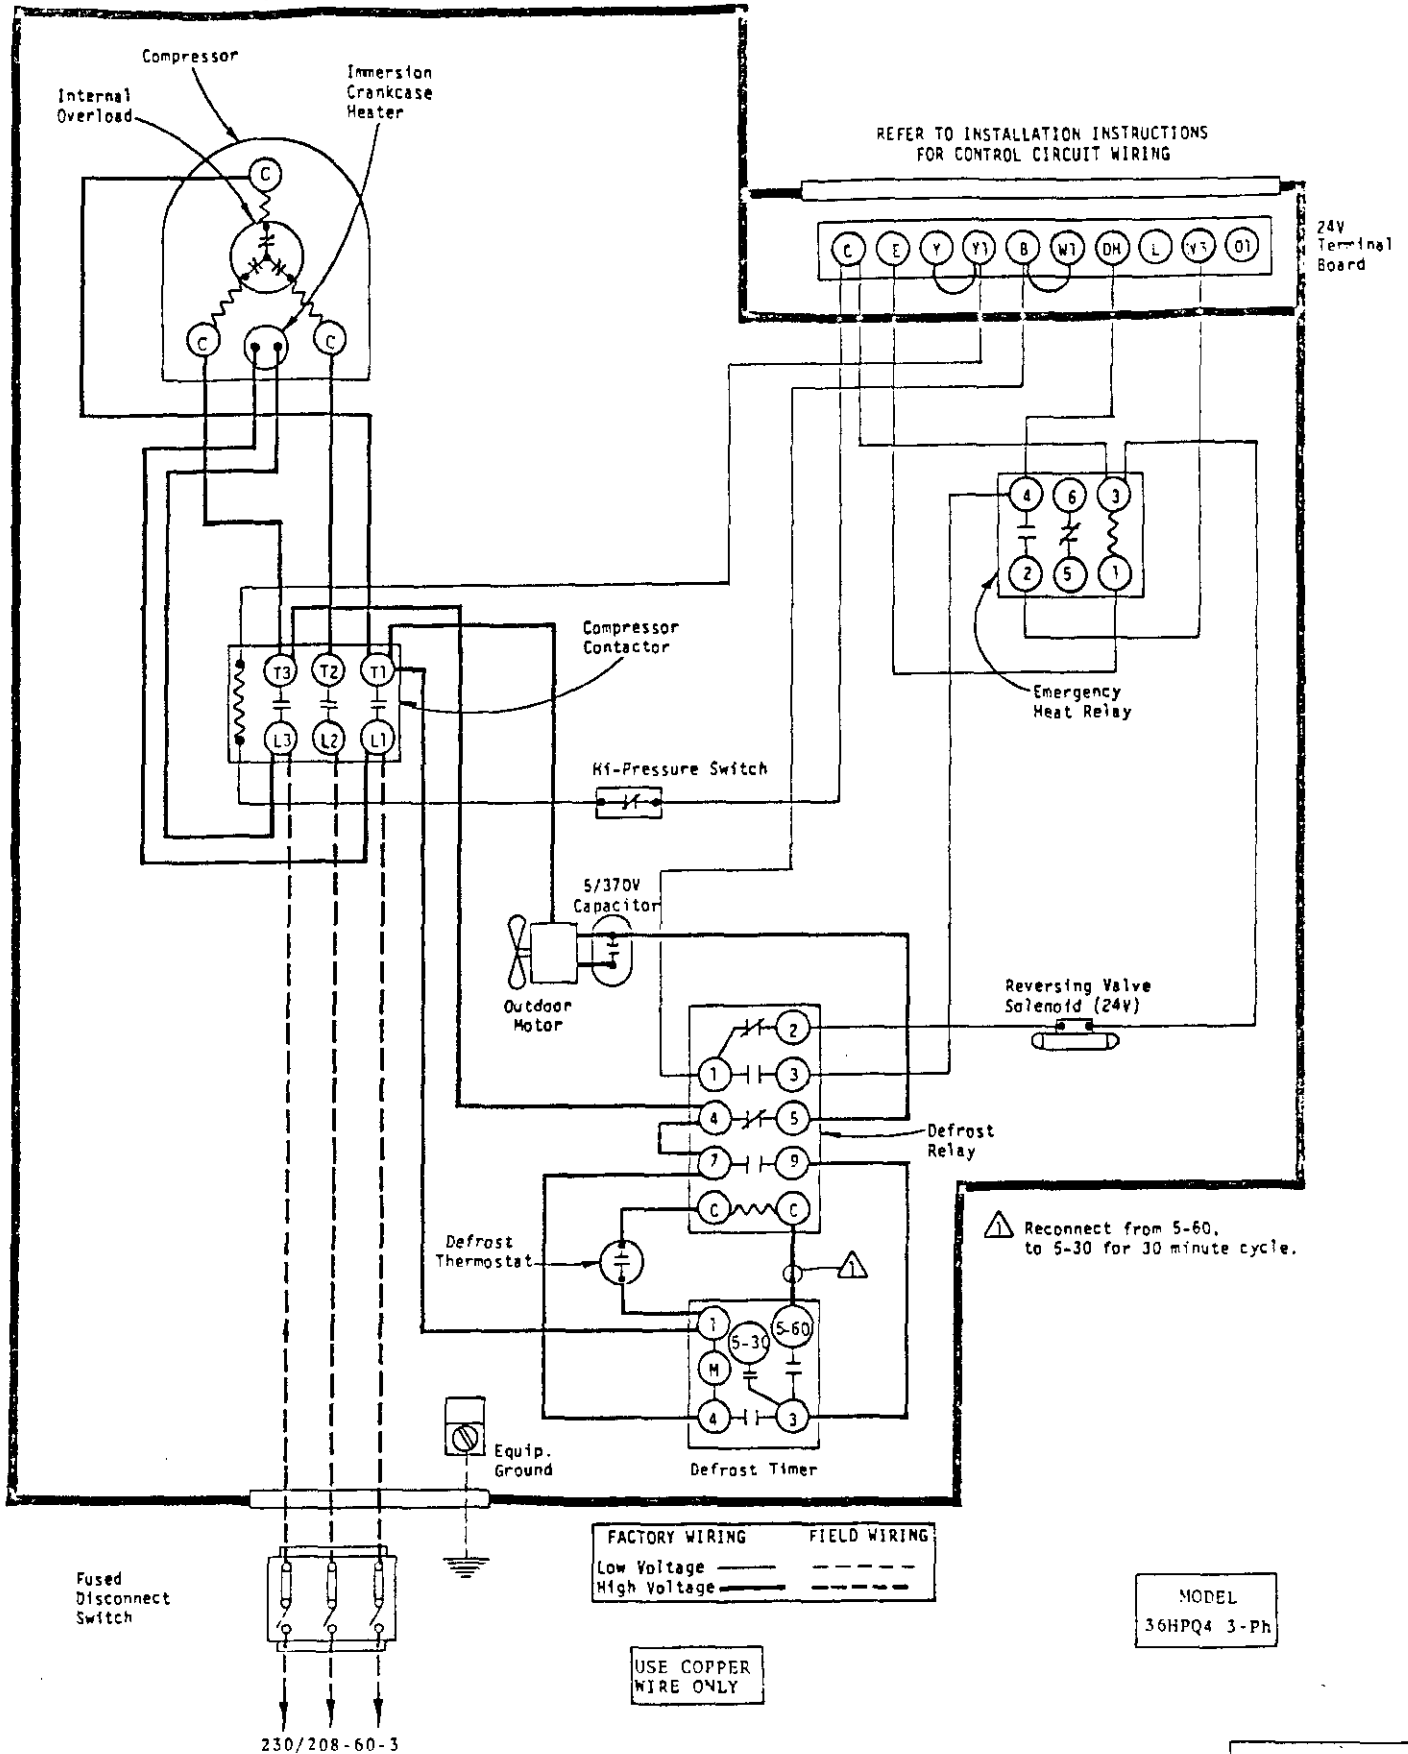 Compressor
Immersion
Crankcase
Heater
Internal
Overload
C
C
C
REFER TO INSTALLATION INSTRUCTIONS
FOR CONTROL CIRCUIT WIRING
C E Y Y1 B W1 DH L W3 O1
24V
Terminal
Board
4 6 3
2 5 1
Emergency
Heat Relay
Compressor
Contactor
T3 T2 T1
L3 L2 L1
Hi-Pressure Switch
5/370V
Capacitor
Outdoor
Motor
Reversing Valve
Solenoid (24V)
2
1 3
4 5
7 9
C C
Defrost
Relay
Defrost
Thermostat
1
1 Reconnect from 5-60,
to 5-30 for 30 minute cycle.
1 5-30 5-60
M
4 3
Defrost Timer
Equip.
Ground
FACTORY WIRING FIELD WIRING
Low Voltage
High Voltage
Fused
Disconnect
Switch
MODEL
36HPQ4 3-Ph
USE COPPER
WIRE ONLY
230/208-60-3